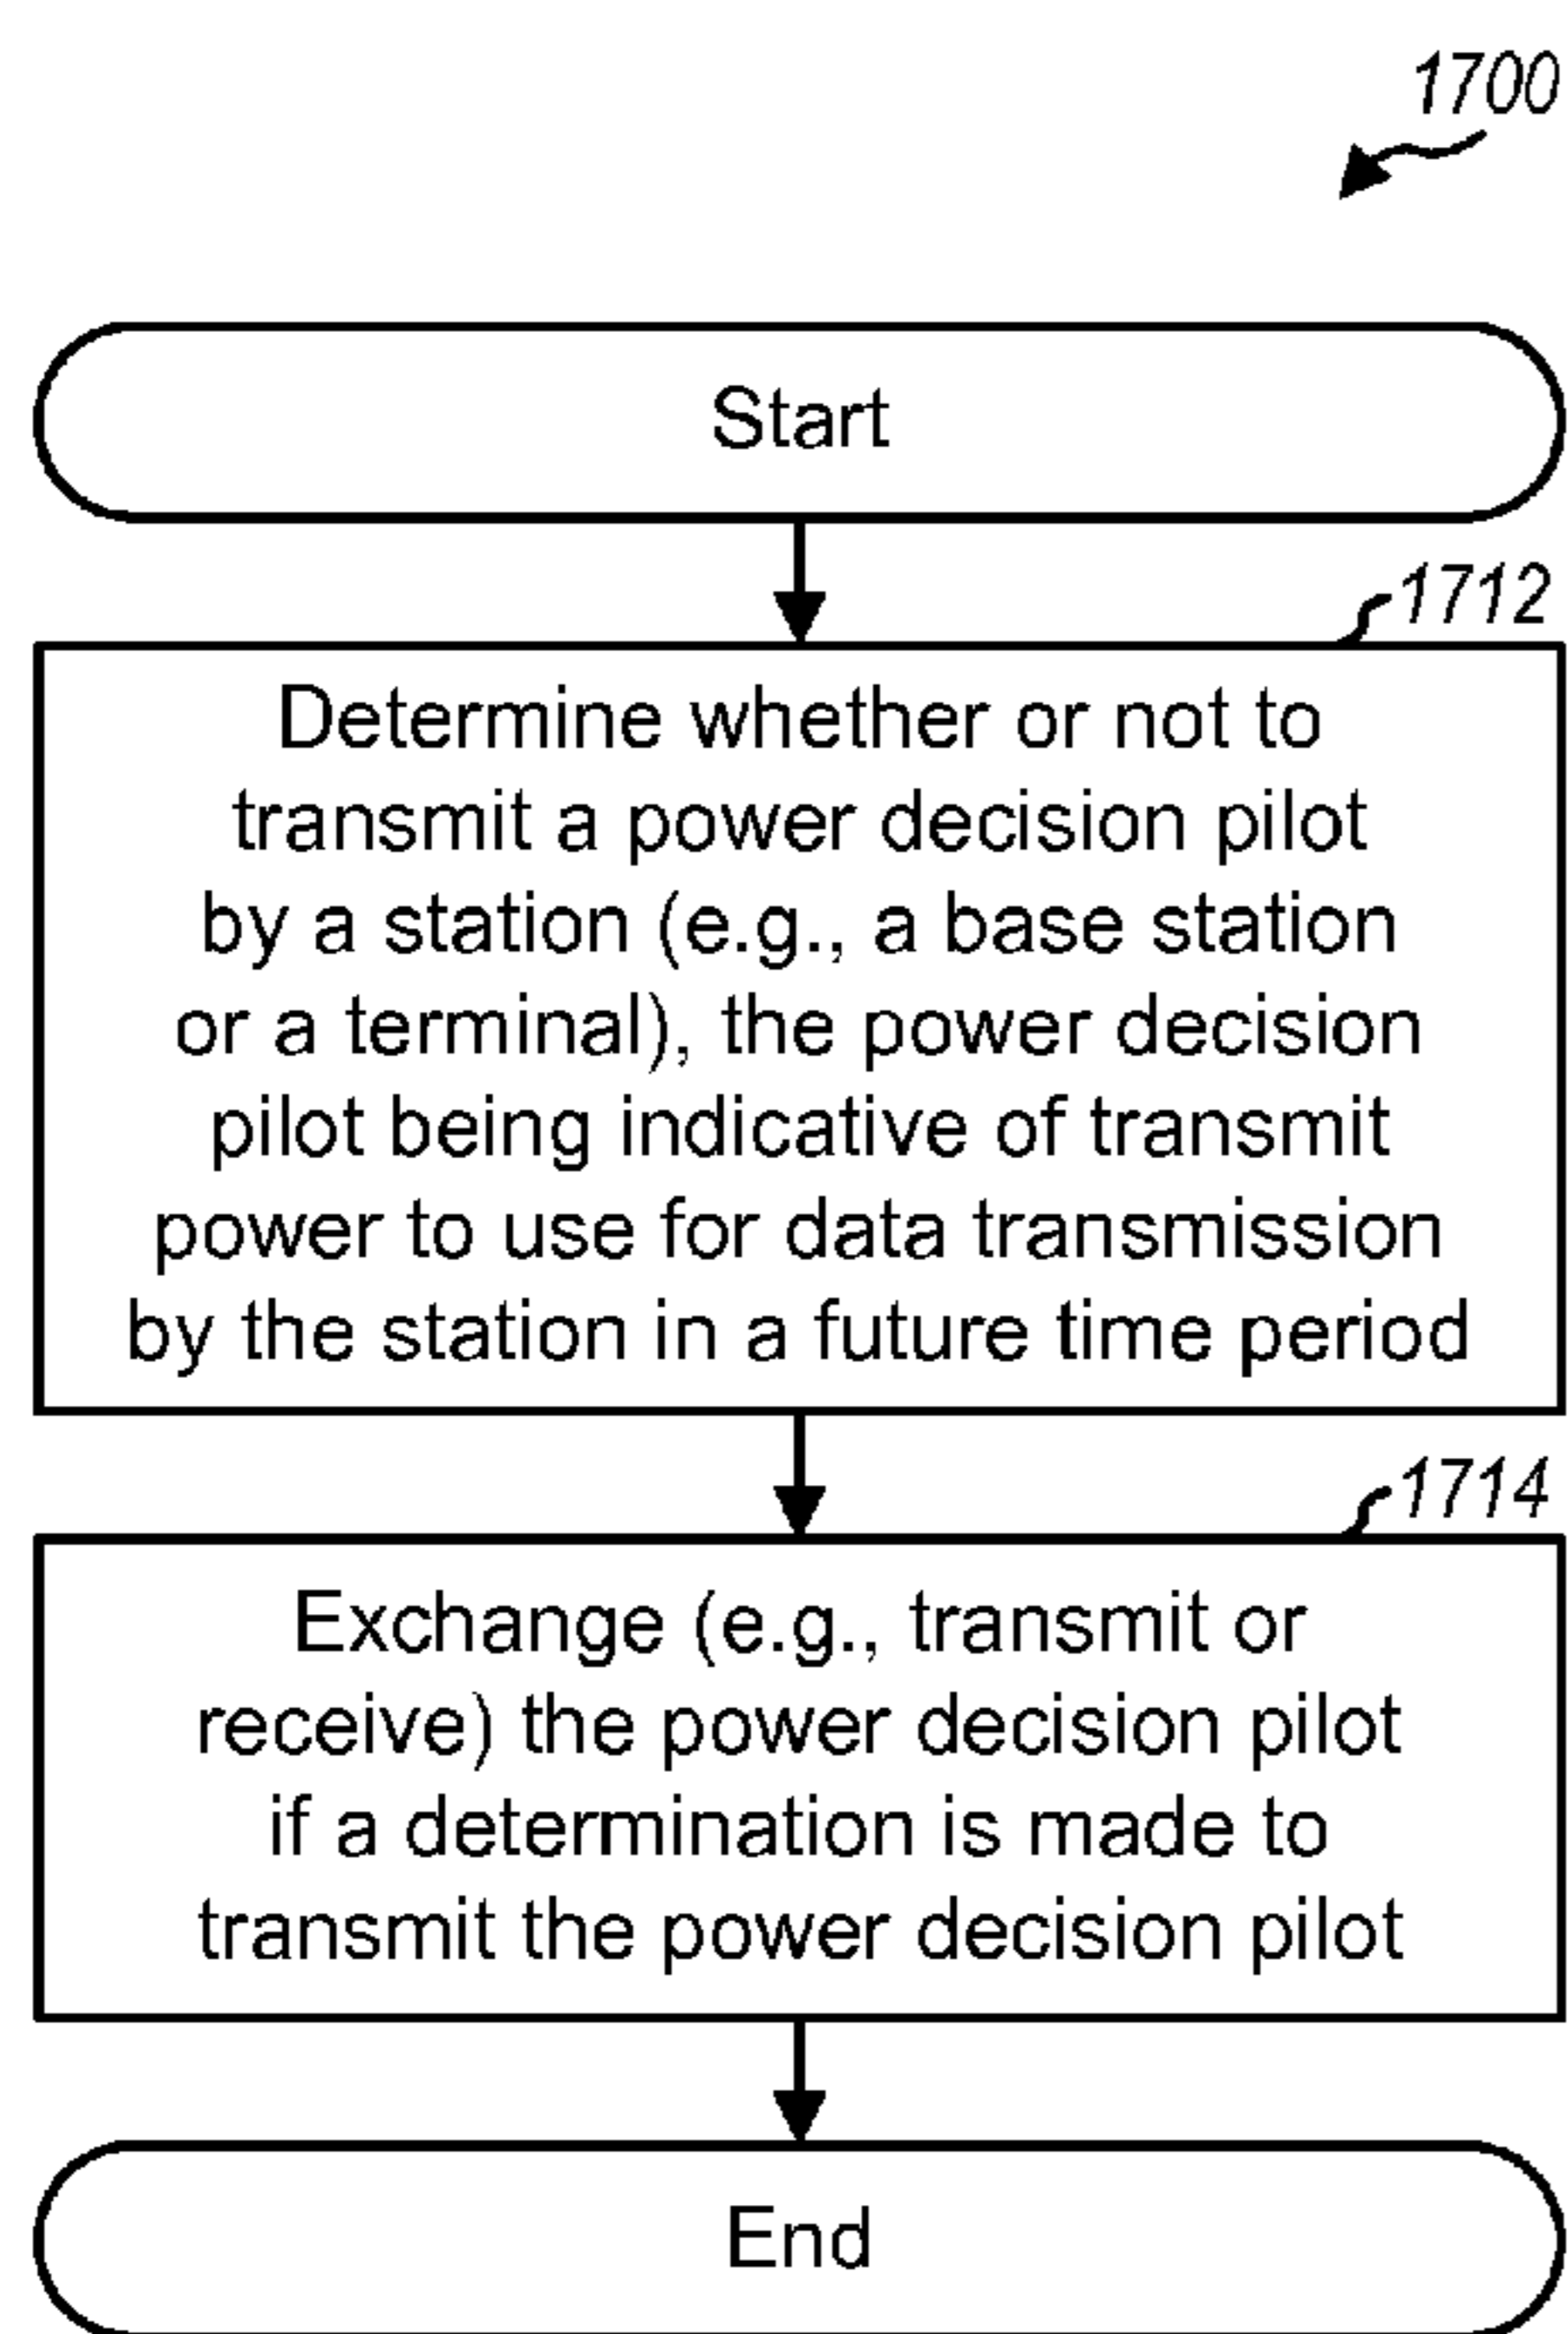 1700
Start
1712
Determine whether or not to
transmit a power decision pilot
by a station (e.g., a base station
or a terminal), the power decision
pilot being indicative of transmit
power to use for data transmission
by the station in a future time period
1714
Exchange (e.g., transmit or
receive) the power decision pilot
if a determination is made to
transmit the power decision pilot
End